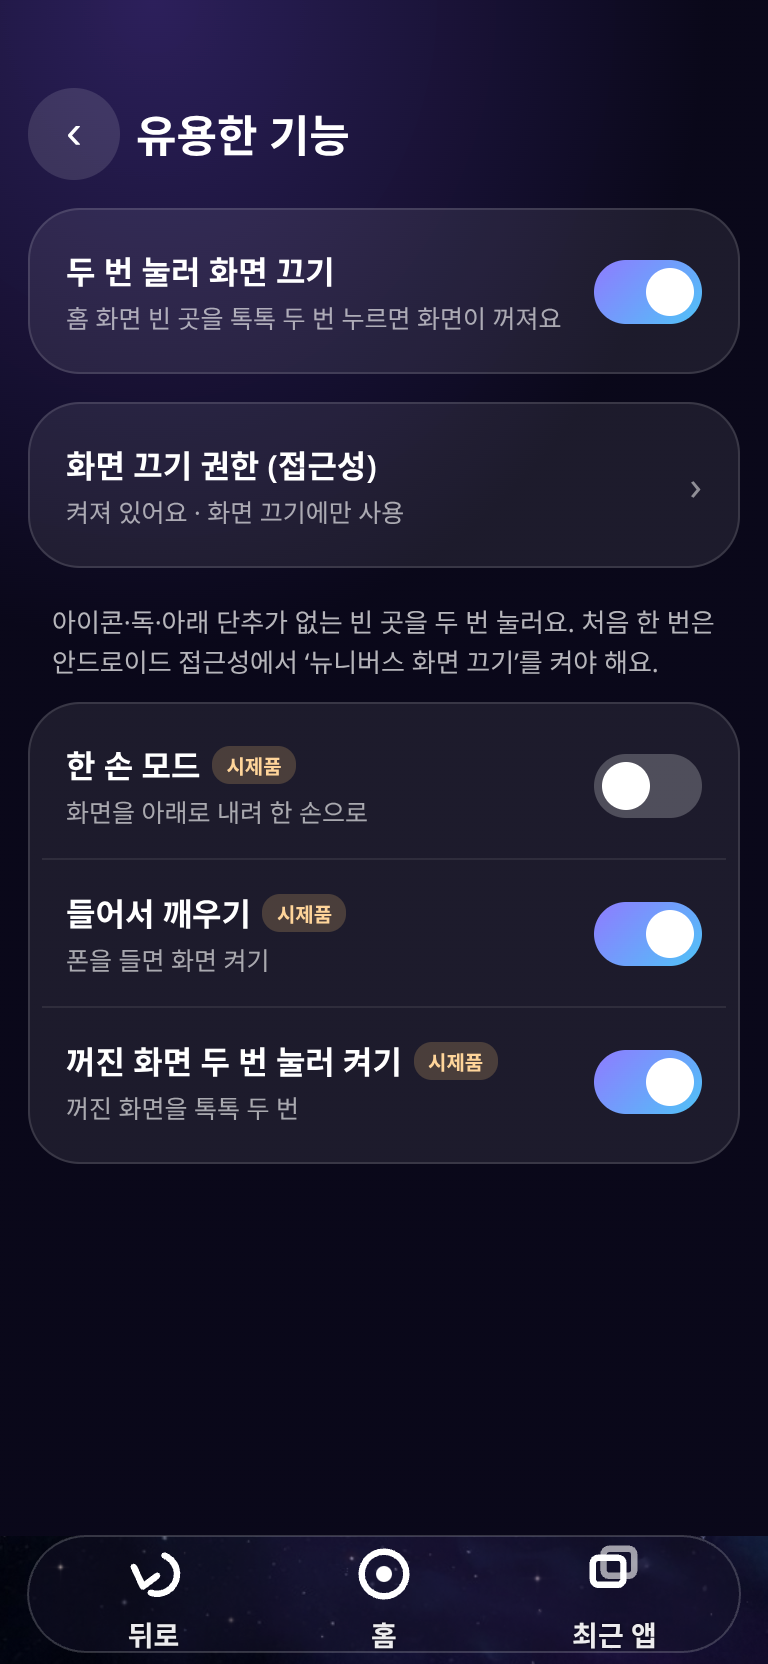 유용한 기능
두 번 눌러 화면 끄기
홈 화면 빈 곳을 톡톡 두 번 누르면 화면이 꺼져요
화면 끄기 권한 (접근성)
켜져 있어요 · 화면 끄기에만 사용
아이콘·독·아래 단추가 없는 빈 곳을 두 번 눌러요. 처음 한 번은
안드로이드 접근성에서 ‘뉴니버스 화면 끄기’를 켜야 해요.
한 손 모드 시제품
화면을 아래로 내려 한 손으로
들어서 깨우기 시제품
폰을 들면 화면 켜기
꺼진 화면 두 번 눌러 켜기 시제품
꺼진 화면을 톡톡 두 번
뒤로 홈 최근 앱